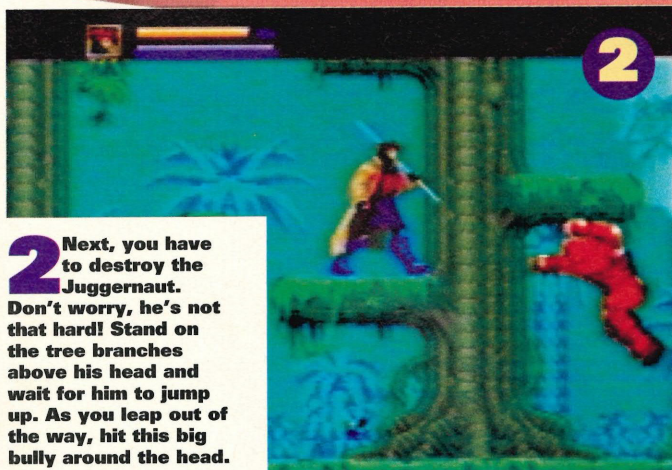 2
2 Next, you have
to destroy the
Juggernaut.
Don't worry, he's not
that hard! Stand on
the tree branches
above his head and
wait for him to jump
up. As you leap out of
the way, hit this big
bully around the head.